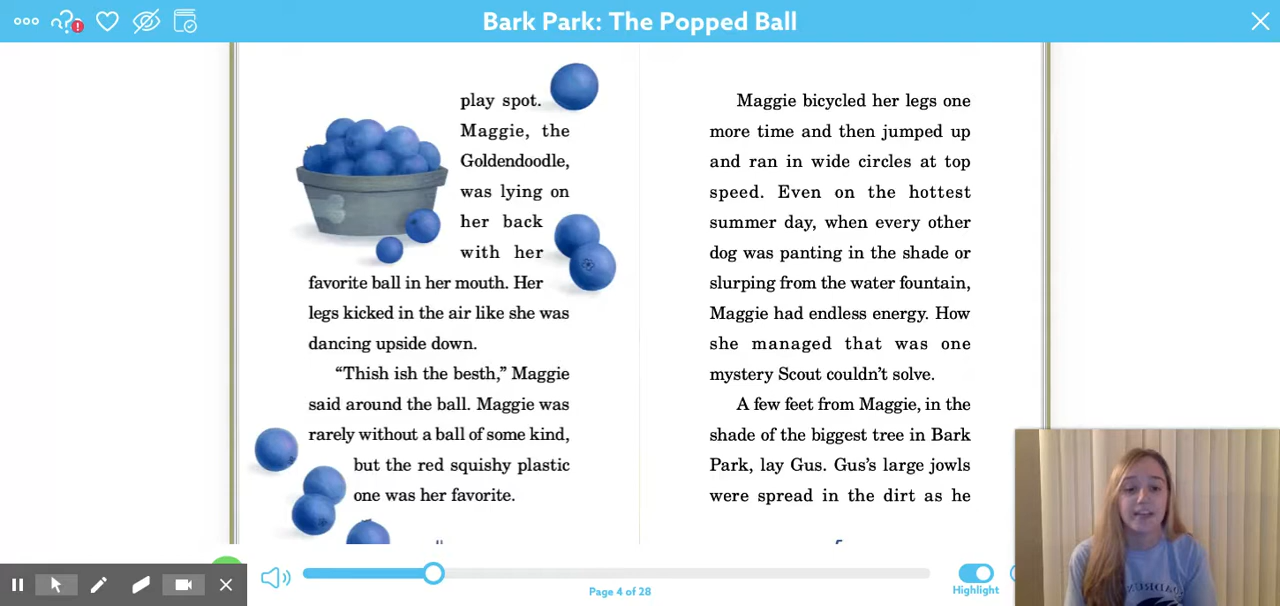 Bark Park: The Popped Ball
play spot.
Maggie, the
Goldendoodle,
was lying on
her back
with her
favorite ball in her mouth. Her
legs kicked in the air like she was
dancing upside down.
“Thish ish the besth,” Maggie
said around the ball. Maggie was
rarely without a ball of some kind,
but the red squishy plastic
one was her favorite.
Maggie bicycled her legs one
more time and then jumped up
and ran in wide circles at top
speed. Even on the hottest
summer day, when every other
dog was panting in the shade or
slurping from the water fountain,
Maggie had endless energy. How
she managed that was one
mystery Scout couldn’t solve.
A few feet from Maggie, in the
shade of the biggest tree in Bark
Park, lay Gus. Gus’s large jowls
were spread in the dirt as he
Page 4 of 28
Highlight